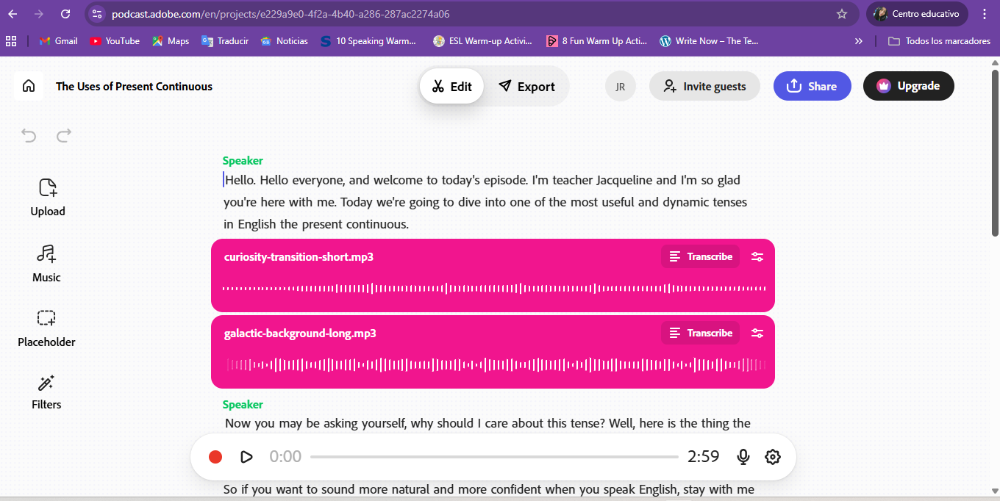 podcast.adobe.com/en/projects/e229a9e0-4f2a-4b40-a286-287ac2274a06
Centro educativo
Gmail
YouTube
Maps
Traducir
Noticias
10 Speaking Warm...
ESL Warm-up Activi...
8 Fun Warm Up Acti...
Write Now – The Te...
Todos los marcadores
The Uses of Present Continuous
Edit
Export
JR
Invite guests
Share
Upgrade
Upload
Music
Placeholder
Filters
Speaker
Hello. Hello everyone, and welcome to today's episode. I'm teacher Jacqueline and I'm so glad
you're here with me. Today we're going to dive into one of the most useful and dynamic tenses
in English the present continuous.
curiosity-transition-short.mp3
Transcribe
galactic-background-long.mp3
Transcribe
Speaker
Now you may be asking yourself, why should I care about this tense? Well, here is the thing the
0:00
2:59
So if you want to sound more natural and more confident when you speak English, stay with me